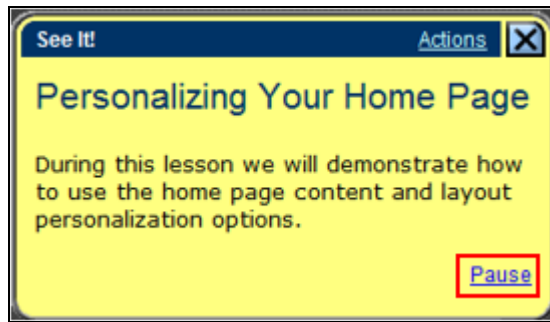 See It! Actions
Personalizing Your Home Page
During this lesson we will demonstrate how
to use the home page content and layout
personalization options.
Pause